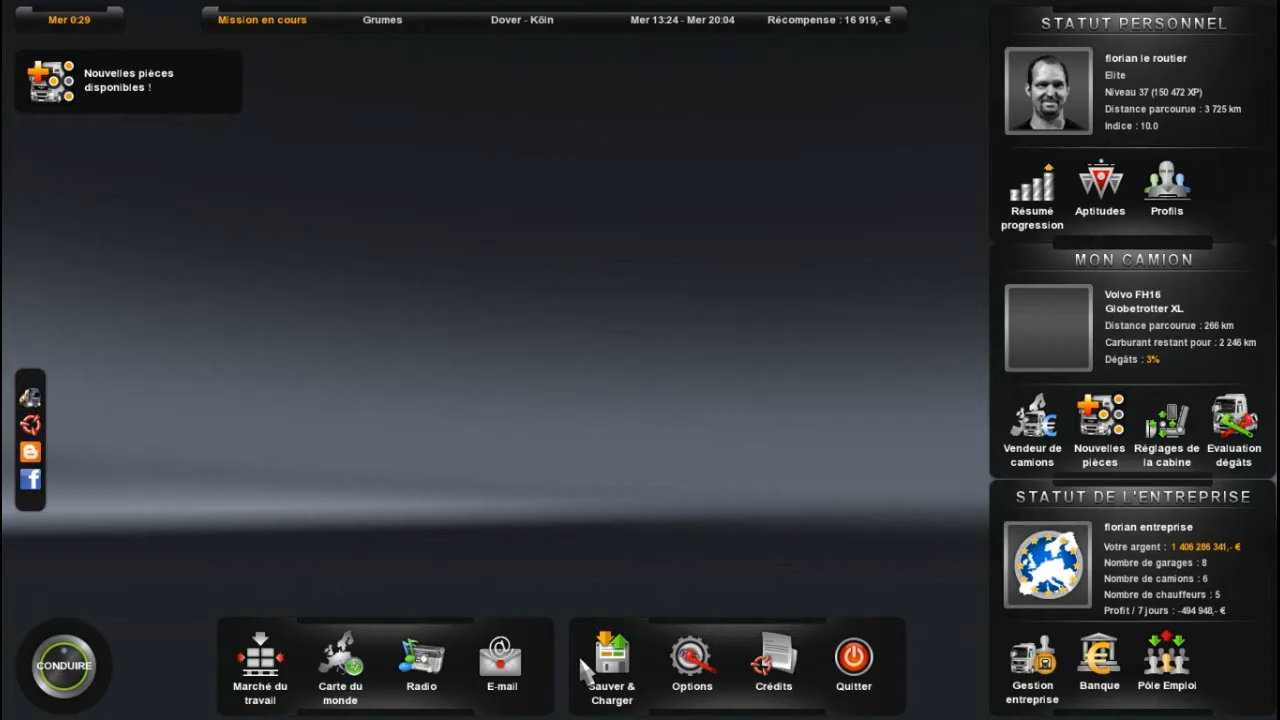 Mer 0:29
Mission en cours Grumes Dover - Köln Mer 13:24 - Mer 20:04 Récompense : 16 919,- €
Nouvelles pièces
disponibles !
STATUT PERSONNEL
florian le routier
Elite
Niveau 37 (150 472 XP)
Distance parcourue : 3 725 km
Indice : 10.0
Résumé
progression
Aptitudes
Profils
MON CAMION
Volvo FH16
Globetrotter XL
Distance parcourue : 266 km
Carburant restant pour : 2 246 km
Dégâts : 3%
Vendeur de
camions
Nouvelles
pièces
Réglages de
la cabine
Evaluation
dégâts
STATUT DE L'ENTREPRISE
florian entreprise
Votre argent : 1 406 286 341,- €
Nombre de garages : 8
Nombre de camions : 6
Nombre de chauffeurs : 5
Profit / 7 jours : -494 948,- €
Gestion
entreprise
Banque
Pôle Emploi
CONDUIRE
Marché du
travail
Carte du
monde
Radio
E-mail
Sauver &
Charger
Options
Crédits
Quitter